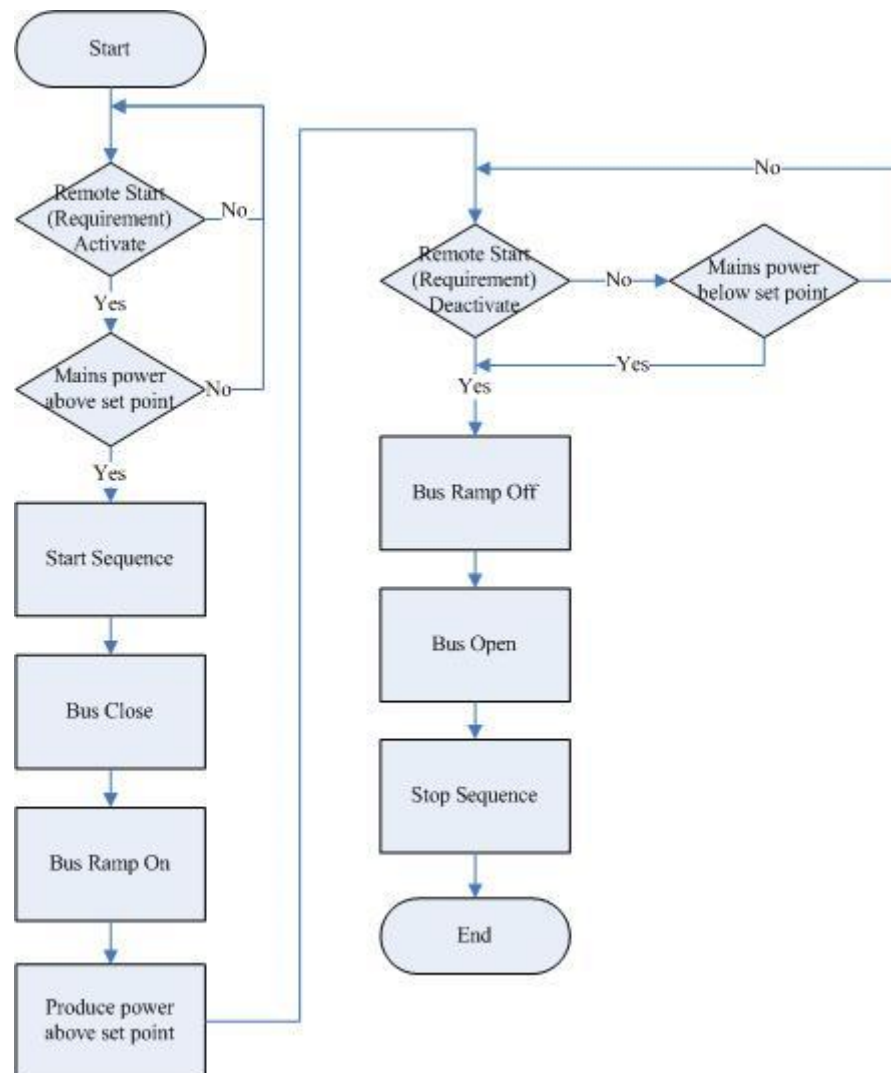 Start
Remote Start
(Requirement)
Activate
No
Yes
Mains power
above set point
No
Yes
Start Sequence
Bus Close
Bus Ramp On
Produce power
above set point
No
Remote Start
(Requirement)
Deactivate
No
Mains power
below set point
Yes
Yes
Bus Ramp Off
Bus Open
Stop Sequence
End